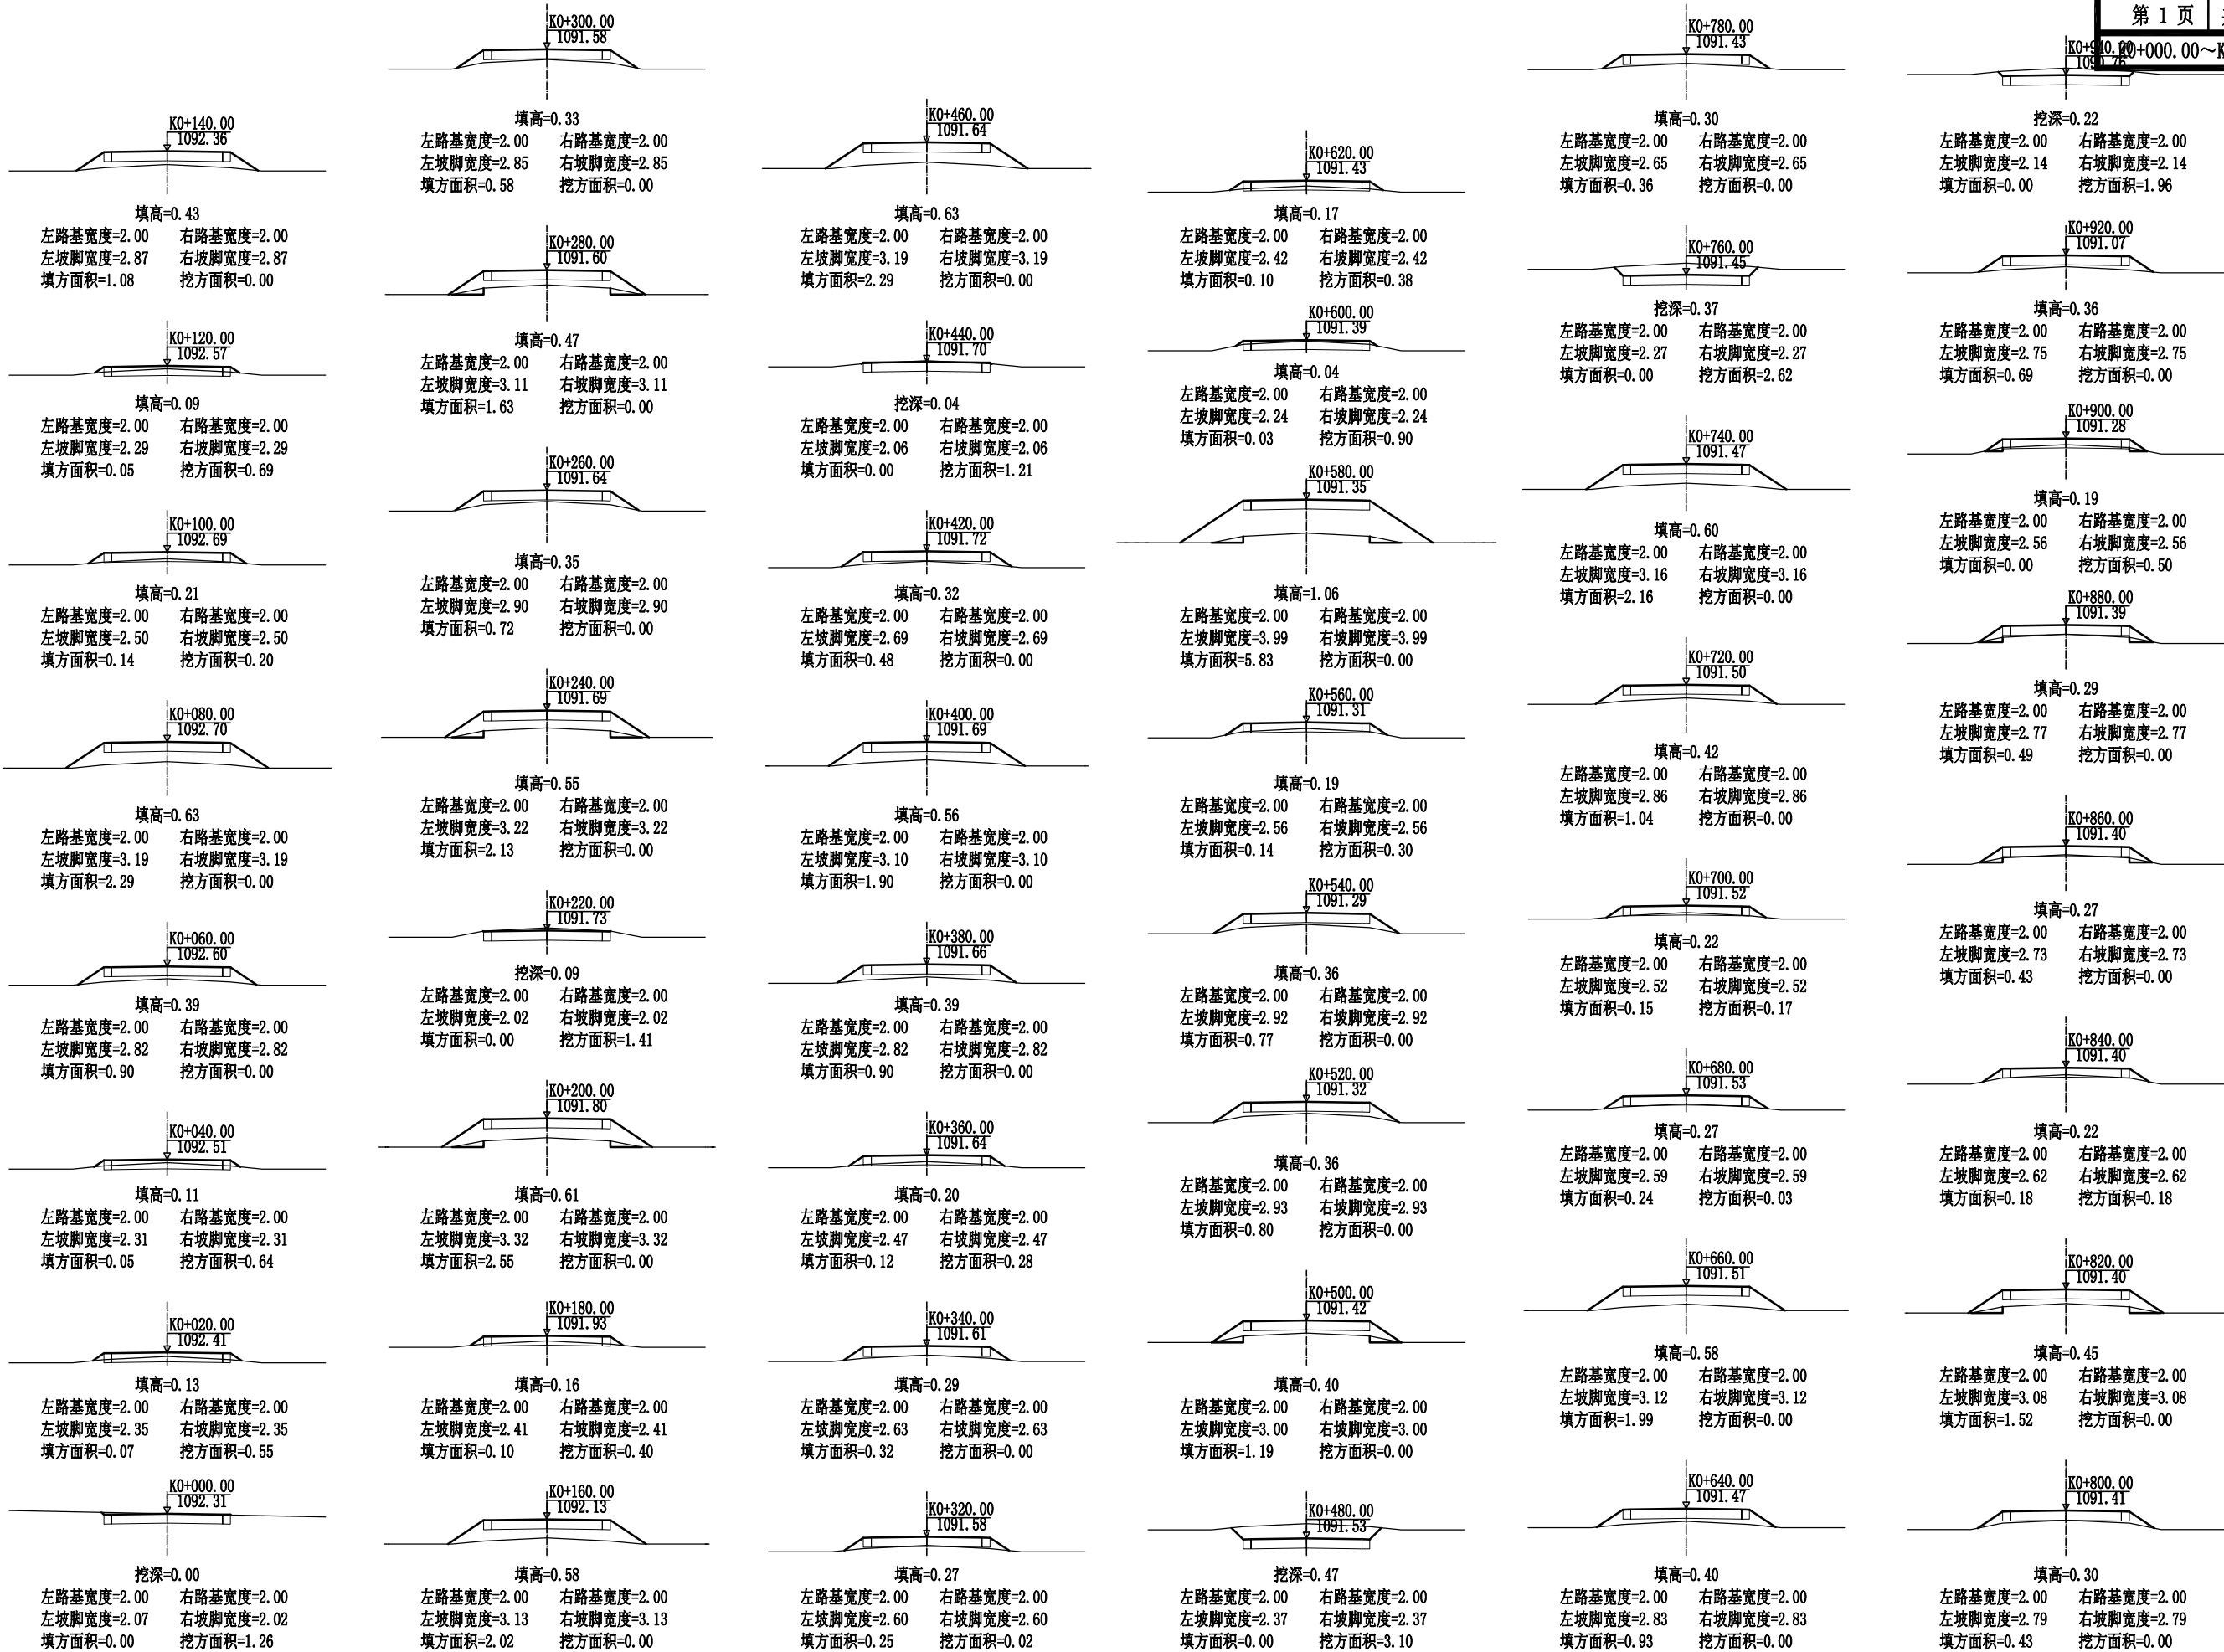 K0+140.00
1092.36
填高=0.43
左路基宽度=2.00 右路基宽度=2.00
左坡脚宽度=2.87 右坡脚宽度=2.87
填方面积=1.08 挖方面积=0.00
K0+120.00
1092.57
填高=0.09
左路基宽度=2.00 右路基宽度=2.00
左坡脚宽度=2.29 右坡脚宽度=2.29
填方面积=0.05 挖方面积=0.69
K0+100.00
1092.69
填高=0.21
左路基宽度=2.00 右路基宽度=2.00
左坡脚宽度=2.50 右坡脚宽度=2.50
填方面积=0.14 挖方面积=0.20
K0+080.00
1092.70
填高=0.63
左路基宽度=2.00 右路基宽度=2.00
左坡脚宽度=3.19 右坡脚宽度=3.19
填方面积=2.29 挖方面积=0.00
K0+060.00
1092.60
填高=0.39
左路基宽度=2.00 右路基宽度=2.00
左坡脚宽度=2.82 右坡脚宽度=2.82
填方面积=0.90 挖方面积=0.00
K0+040.00
1092.51
填高=0.11
左路基宽度=2.00 右路基宽度=2.00
左坡脚宽度=2.31 右坡脚宽度=2.31
填方面积=0.05 挖方面积=0.64
K0+020.00
1092.41
填高=0.13
左路基宽度=2.00 右路基宽度=2.00
左坡脚宽度=2.35 右坡脚宽度=2.35
填方面积=0.07 挖方面积=0.55
K0+000.00
1092.31
挖深=0.00
左路基宽度=2.00 右路基宽度=2.00
左坡脚宽度=2.07 右坡脚宽度=2.02
填方面积=0.00 挖方面积=1.26
K0+300.00
1091.58
填高=0.33
左路基宽度=2.00 右路基宽度=2.00
左坡脚宽度=2.85 右坡脚宽度=2.85
填方面积=0.58 挖方面积=0.00
K0+280.00
1091.60
填高=0.47
左路基宽度=2.00 右路基宽度=2.00
左坡脚宽度=3.11 右坡脚宽度=3.11
填方面积=1.63 挖方面积=0.00
K0+260.00
1091.64
填高=0.35
左路基宽度=2.00 右路基宽度=2.00
左坡脚宽度=2.90 右坡脚宽度=2.90
填方面积=0.72 挖方面积=0.00
K0+240.00
1091.69
填高=0.55
左路基宽度=2.00 右路基宽度=2.00
左坡脚宽度=3.22 右坡脚宽度=3.22
填方面积=2.13 挖方面积=0.00
K0+220.00
1091.73
挖深=0.09
左路基宽度=2.00 右路基宽度=2.00
左坡脚宽度=2.02 右坡脚宽度=2.02
填方面积=0.00 挖方面积=1.41
K0+200.00
1091.80
填高=0.61
左路基宽度=2.00 右路基宽度=2.00
左坡脚宽度=3.32 右坡脚宽度=3.32
填方面积=2.55 挖方面积=0.00
K0+180.00
1091.93
填高=0.16
左路基宽度=2.00 右路基宽度=2.00
左坡脚宽度=2.41 右坡脚宽度=2.41
填方面积=0.10 挖方面积=0.40
K0+160.00
1092.13
填高=0.58
左路基宽度=2.00 右路基宽度=2.00
左坡脚宽度=3.13 右坡脚宽度=3.13
填方面积=2.02 挖方面积=0.00
K0+460.00
1091.64
填高=0.63
左路基宽度=2.00 右路基宽度=2.00
左坡脚宽度=3.19 右坡脚宽度=3.19
填方面积=2.29 挖方面积=0.00
K0+440.00
1091.70
挖深=0.04
左路基宽度=2.00 右路基宽度=2.00
左坡脚宽度=2.06 右坡脚宽度=2.06
填方面积=0.00 挖方面积=1.21
K0+420.00
1091.72
填高=0.32
左路基宽度=2.00 右路基宽度=2.00
左坡脚宽度=2.69 右坡脚宽度=2.69
填方面积=0.48 挖方面积=0.00
K0+400.00
1091.69
填高=0.56
左路基宽度=2.00 右路基宽度=2.00
左坡脚宽度=3.10 右坡脚宽度=3.10
填方面积=1.90 挖方面积=0.00
K0+380.00
1091.66
填高=0.39
左路基宽度=2.00 右路基宽度=2.00
左坡脚宽度=2.82 右坡脚宽度=2.82
填方面积=0.90 挖方面积=0.00
K0+360.00
1091.64
填高=0.20
左路基宽度=2.00 右路基宽度=2.00
左坡脚宽度=2.47 右坡脚宽度=2.47
填方面积=0.12 挖方面积=0.28
K0+340.00
1091.61
填高=0.29
左路基宽度=2.00 右路基宽度=2.00
左坡脚宽度=2.63 右坡脚宽度=2.63
填方面积=0.32 挖方面积=0.00
K0+320.00
1091.58
填高=0.27
左路基宽度=2.00 右路基宽度=2.00
左坡脚宽度=2.60 右坡脚宽度=2.60
填方面积=0.25 挖方面积=0.02
K0+620.00
1091.43
填高=0.17
左路基宽度=2.00 右路基宽度=2.00
左坡脚宽度=2.42 右坡脚宽度=2.42
填方面积=0.10 挖方面积=0.38
K0+600.00
1091.39
填高=0.04
左路基宽度=2.00 右路基宽度=2.00
左坡脚宽度=2.24 右坡脚宽度=2.24
填方面积=0.03 挖方面积=0.90
K0+580.00
1091.35
填高=1.06
左路基宽度=2.00 右路基宽度=2.00
左坡脚宽度=3.99 右坡脚宽度=3.99
填方面积=5.83 挖方面积=0.00
K0+560.00
1091.31
填高=0.19
左路基宽度=2.00 右路基宽度=2.00
左坡脚宽度=2.56 右坡脚宽度=2.56
填方面积=0.14 挖方面积=0.30
K0+540.00
1091.29
填高=0.36
左路基宽度=2.00 右路基宽度=2.00
左坡脚宽度=2.92 右坡脚宽度=2.92
填方面积=0.77 挖方面积=0.00
K0+520.00
1091.32
填高=0.36
左路基宽度=2.00 右路基宽度=2.00
左坡脚宽度=2.93 右坡脚宽度=2.93
填方面积=0.80 挖方面积=0.00
K0+500.00
1091.42
填高=0.40
左路基宽度=2.00 右路基宽度=2.00
左坡脚宽度=3.00 右坡脚宽度=3.00
填方面积=1.19 挖方面积=0.00
K0+480.00
1091.53
挖深=0.47
左路基宽度=2.00 右路基宽度=2.00
左坡脚宽度=2.37 右坡脚宽度=2.37
填方面积=0.00 挖方面积=3.10
K0+780.00
1091.43
填高=0.30
左路基宽度=2.00 右路基宽度=2.00
左坡脚宽度=2.65 右坡脚宽度=2.65
填方面积=0.36 挖方面积=0.00
K0+760.00
1091.45
挖深=0.37
左路基宽度=2.00 右路基宽度=2.00
左坡脚宽度=2.27 右坡脚宽度=2.27
填方面积=0.00 挖方面积=2.62
K0+740.00
1091.47
填高=0.60
左路基宽度=2.00 右路基宽度=2.00
左坡脚宽度=3.16 右坡脚宽度=3.16
填方面积=2.16 挖方面积=0.00
K0+720.00
1091.50
填高=0.42
左路基宽度=2.00 右路基宽度=2.00
左坡脚宽度=2.86 右坡脚宽度=2.86
填方面积=1.04 挖方面积=0.00
K0+700.00
1091.52
填高=0.22
左路基宽度=2.00 右路基宽度=2.00
左坡脚宽度=2.52 右坡脚宽度=2.52
填方面积=0.15 挖方面积=0.17
K0+680.00
1091.53
填高=0.27
左路基宽度=2.00 右路基宽度=2.00
左坡脚宽度=2.59 右坡脚宽度=2.59
填方面积=0.24 挖方面积=0.03
K0+660.00
1091.51
填高=0.58
左路基宽度=2.00 右路基宽度=2.00
左坡脚宽度=3.12 右坡脚宽度=3.12
填方面积=1.99 挖方面积=0.00
K0+640.00
1091.47
填高=0.40
左路基宽度=2.00 右路基宽度=2.00
左坡脚宽度=2.83 右坡脚宽度=2.83
填方面积=0.93 挖方面积=0.00
第 1 页
K0+940.00
1090.76
挖深=0.22
左路基宽度=2.00 右路基宽度=2.00
左坡脚宽度=2.14 右坡脚宽度=2.14
填方面积=0.00 挖方面积=1.96
K0+920.00
1091.07
填高=0.36
左路基宽度=2.00 右路基宽度=2.00
左坡脚宽度=2.75 右坡脚宽度=2.75
填方面积=0.69 挖方面积=0.00
K0+900.00
1091.28
填高=0.19
左路基宽度=2.00 右路基宽度=2.00
左坡脚宽度=2.56 右坡脚宽度=2.56
填方面积=0.00 挖方面积=0.50
K0+880.00
1091.39
填高=0.29
左路基宽度=2.00 右路基宽度=2.00
左坡脚宽度=2.77 右坡脚宽度=2.77
填方面积=0.49 挖方面积=0.00
K0+860.00
1091.40
填高=0.27
左路基宽度=2.00 右路基宽度=2.00
左坡脚宽度=2.73 右坡脚宽度=2.73
填方面积=0.43 挖方面积=0.00
K0+840.00
1091.40
填高=0.22
左路基宽度=2.00 右路基宽度=2.00
左坡脚宽度=2.62 右坡脚宽度=2.62
填方面积=0.18 挖方面积=0.18
K0+820.00
1091.40
填高=0.45
左路基宽度=2.00 右路基宽度=2.00
左坡脚宽度=3.08 右坡脚宽度=3.08
填方面积=1.52 挖方面积=0.00
K0+800.00
1091.41
填高=0.30
左路基宽度=2.00 右路基宽度=2.00
左坡脚宽度=2.79 右坡脚宽度=2.79
填方面积=0.43 挖方面积=0.00